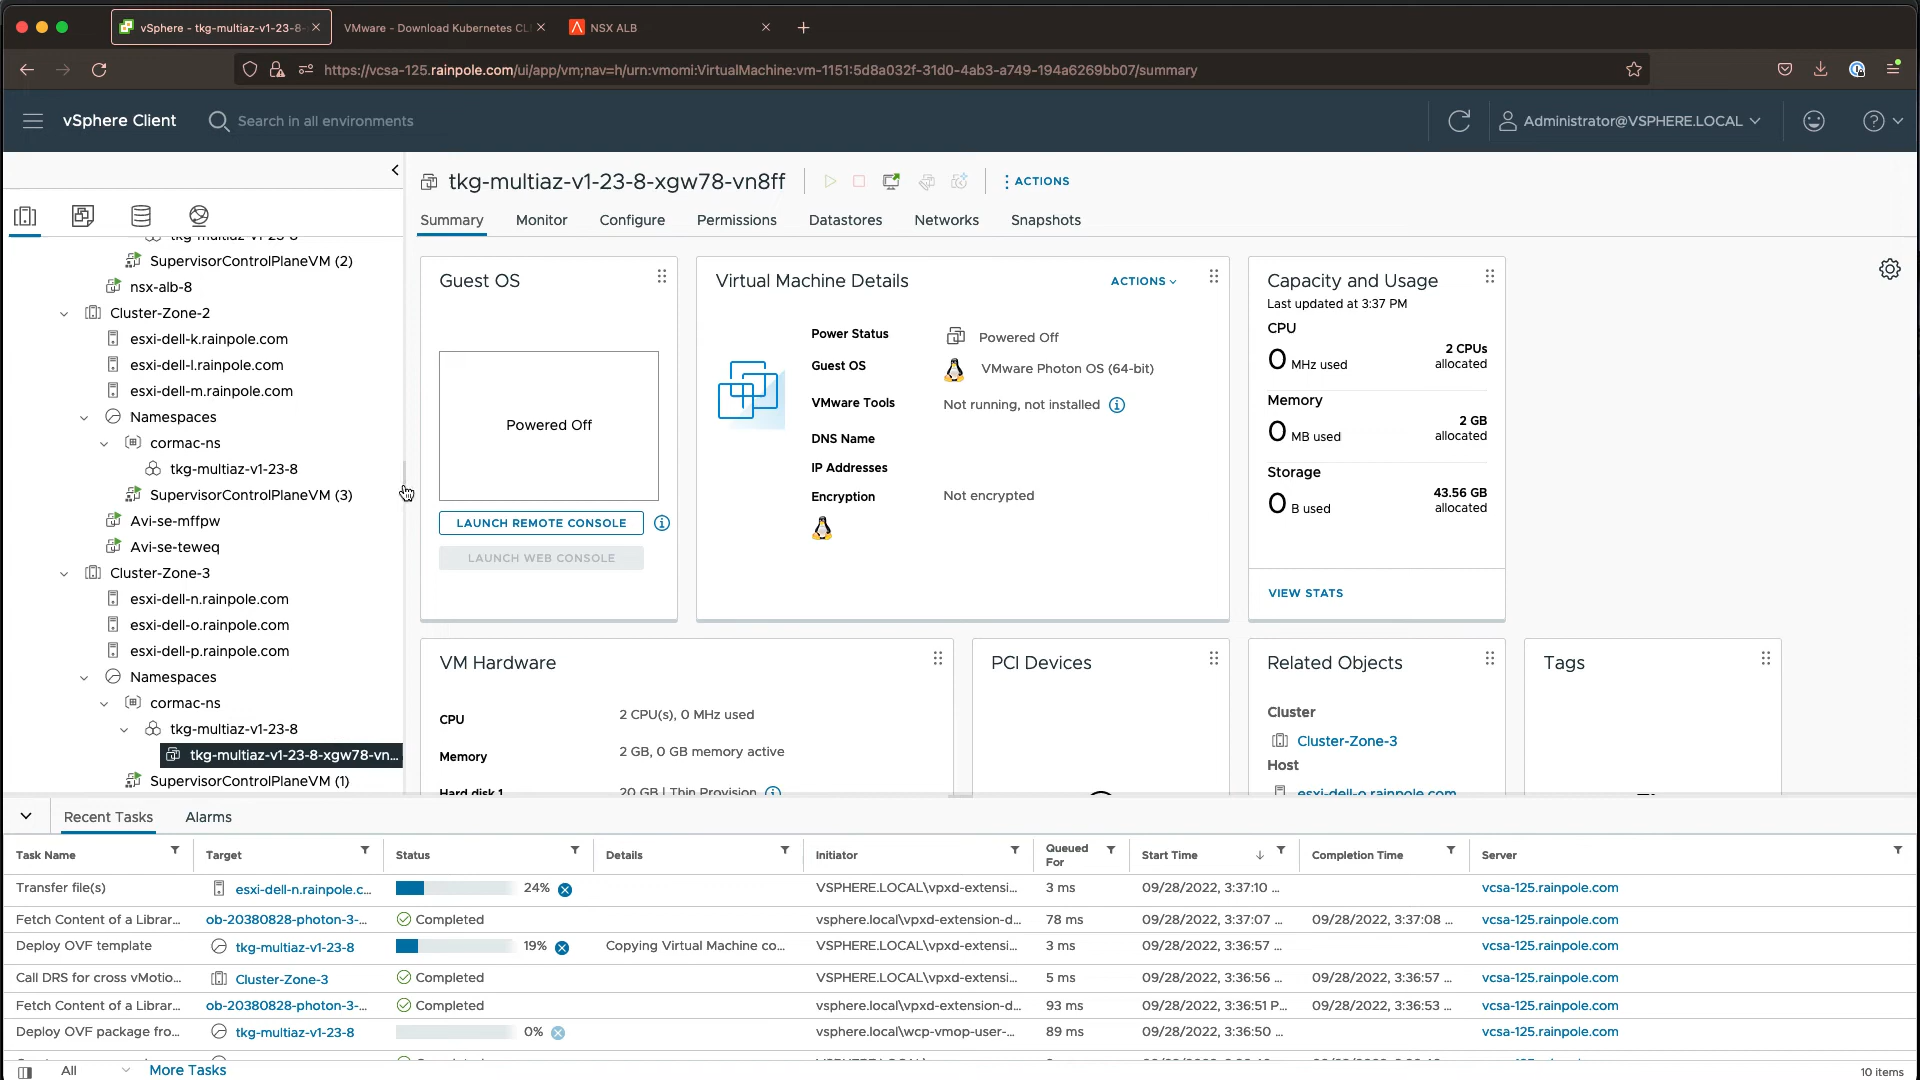 vSphere - tkg-multiaz-v1-23-8-
VMware - Download Kubernetes CL
NSX ALB
https://vcsa-125.rainpole.com/ui/app/vm;nav=h/urn:vmomi:VirtualMachine:vm-1151:5d8a032f-31d0-4ab3-a749-194a6269bb07/summary
vSphere Client
Search in all environments
Administrator@VSPHERE.LOCAL
tkg-multiaz-v1-23-8
SupervisorControlPlaneVM (2)
nsx-alb-8
Cluster-Zone-2
esxi-dell-k.rainpole.com
esxi-dell-l.rainpole.com
esxi-dell-m.rainpole.com
Namespaces
cormac-ns
tkg-multiaz-v1-23-8
SupervisorControlPlaneVM (3)
Avi-se-mffpw
Avi-se-teweq
Cluster-Zone-3
esxi-dell-n.rainpole.com
esxi-dell-o.rainpole.com
esxi-dell-p.rainpole.com
Namespaces
cormac-ns
tkg-multiaz-v1-23-8
tkg-multiaz-v1-23-8-xgw78-vn...
SupervisorControlPlaneVM (1)
tkg-multiaz-v1-23-8-xgw78-vn8ff
ACTIONS
Summary Monitor Configure Permissions Datastores Networks Snapshots
Guest OS
Powered Off
LAUNCH REMOTE CONSOLE
LAUNCH WEB CONSOLE
Virtual Machine Details
ACTIONS
Power Status Powered Off
Guest OS VMware Photon OS (64-bit)
VMware Tools Not running, not installed
DNS Name
IP Addresses
Encryption Not encrypted
Capacity and Usage
Last updated at 3:37 PM
CPU
0 MHz used 2 CPUs allocated
Memory
0 MB used 2 GB allocated
Storage
0 B used 43.56 GB allocated
VIEW STATS
VM Hardware
CPU 2 CPU(s), 0 MHz used
Memory 2 GB, 0 GB memory active
Hard disk 1 20 GB | Thin Provision
PCI Devices
Related Objects
Cluster
Cluster-Zone-3
Host
esxi-dell-o.rainpole.com
Tags
Recent Tasks Alarms
Task Name Target Status Details Initiator Queued For Start Time Completion Time Server
Transfer file(s) esxi-dell-n.rainpole.c... 24% VSPHERE.LOCAL\vpxd-extensi... 3 ms 09/28/2022, 3:37:10 ... vcsa-125.rainpole.com
Fetch Content of a Librar... ob-20380828-photon-3-... Completed vsphere.local\vpxd-extension-d... 78 ms 09/28/2022, 3:37:07 ... 09/28/2022, 3:37:08 ... vcsa-125.rainpole.com
Deploy OVF template tkg-multiaz-v1-23-8 19% Copying Virtual Machine co... VSPHERE.LOCAL\vpxd-extensi... 3 ms 09/28/2022, 3:36:57 ... vcsa-125.rainpole.com
Call DRS for cross vMotio... Cluster-Zone-3 Completed VSPHERE.LOCAL\vpxd-extensi... 5 ms 09/28/2022, 3:36:56 ... 09/28/2022, 3:36:57 ... vcsa-125.rainpole.com
Fetch Content of a Librar... ob-20380828-photon-3-... Completed vsphere.local\vpxd-extension-d... 93 ms 09/28/2022, 3:36:51 P... 09/28/2022, 3:36:53 ... vcsa-125.rainpole.com
Deploy OVF package fro... tkg-multiaz-v1-23-8 0% vsphere.local\wcp-vmop-user-... 89 ms 09/28/2022, 3:36:50 ... vcsa-125.rainpole.com
All More Tasks 10 items